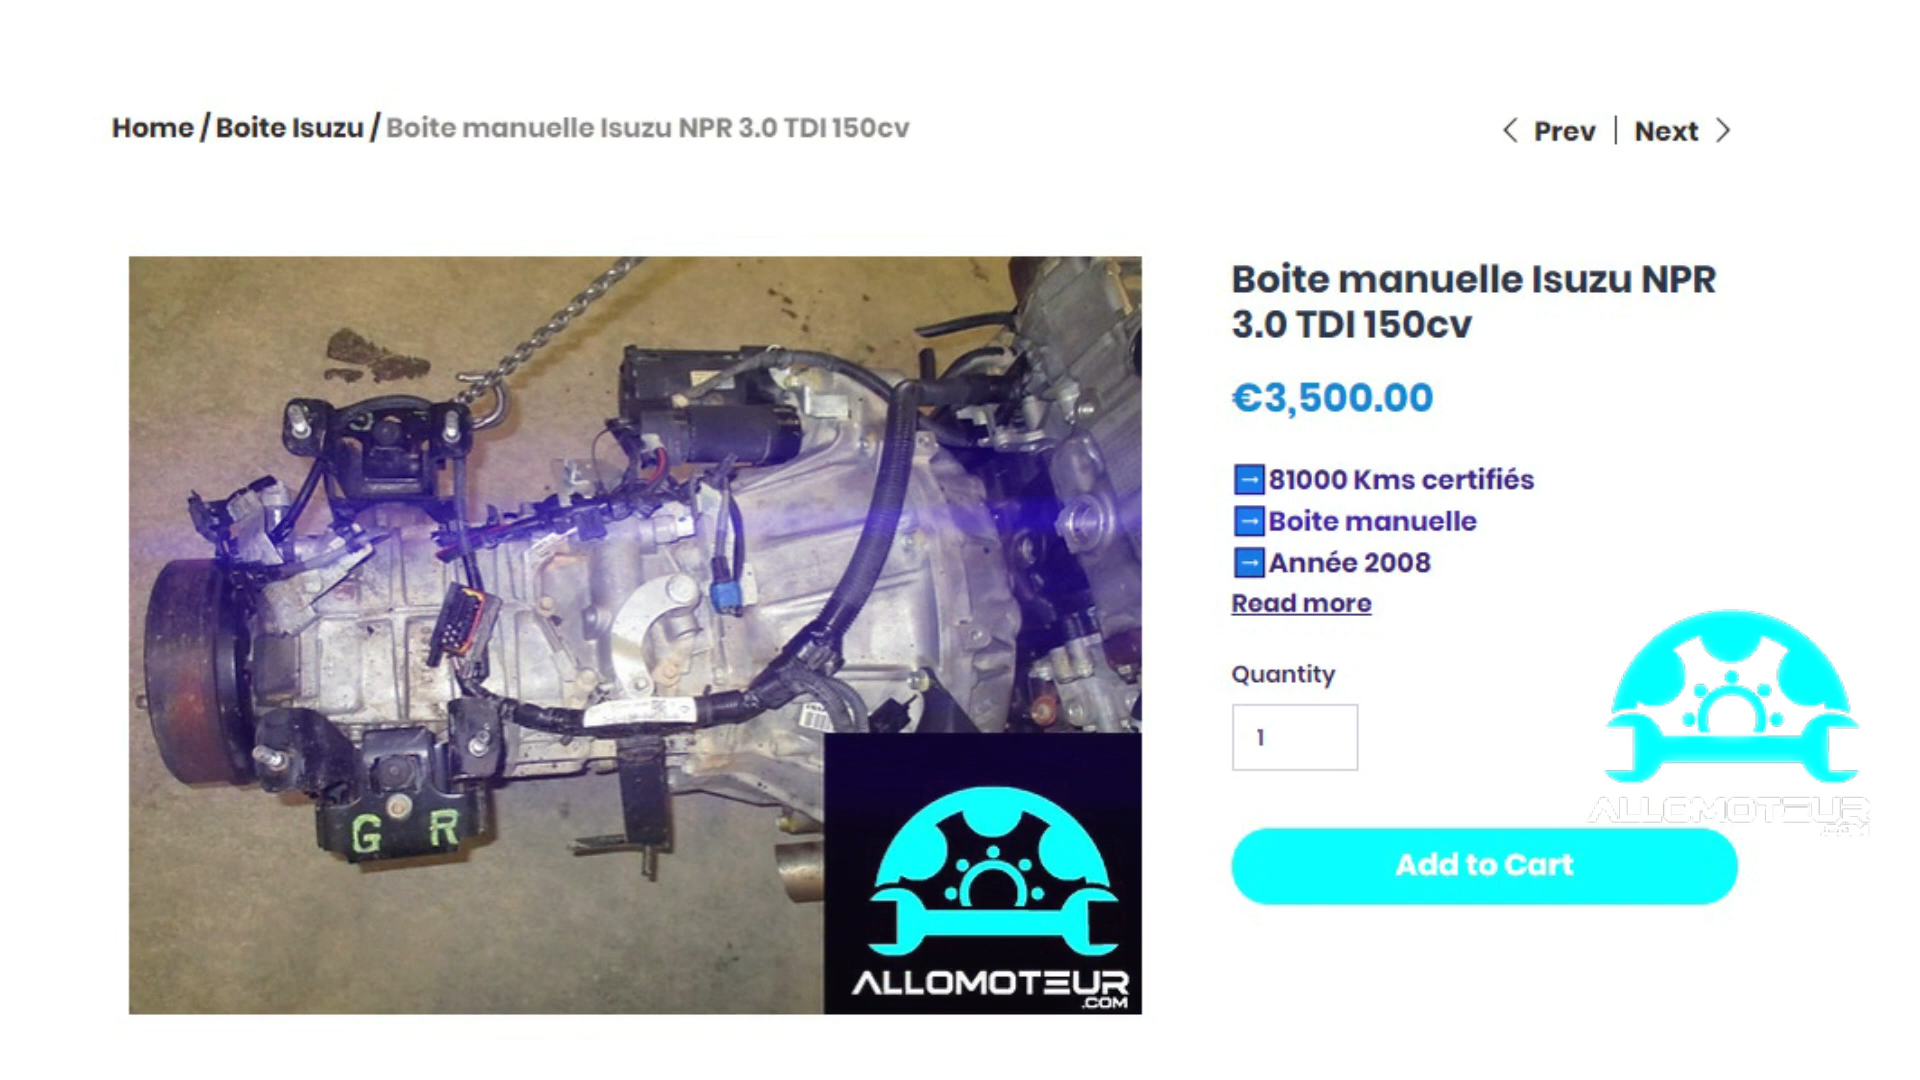 Home / Boite Isuzu / Boite manuelle Isuzu NPR 3.0 TDI 150cv
Prev | Next
Boite manuelle Isuzu NPR
3.0 TDI 150cv
€3,500.00
81000 Kms certifiés
Boite manuelle
Année 2008
Read more
Quantity
1
ALLOMOTEUR
.COM
Add to Cart
G R
ALLOMOTEUR
.COM